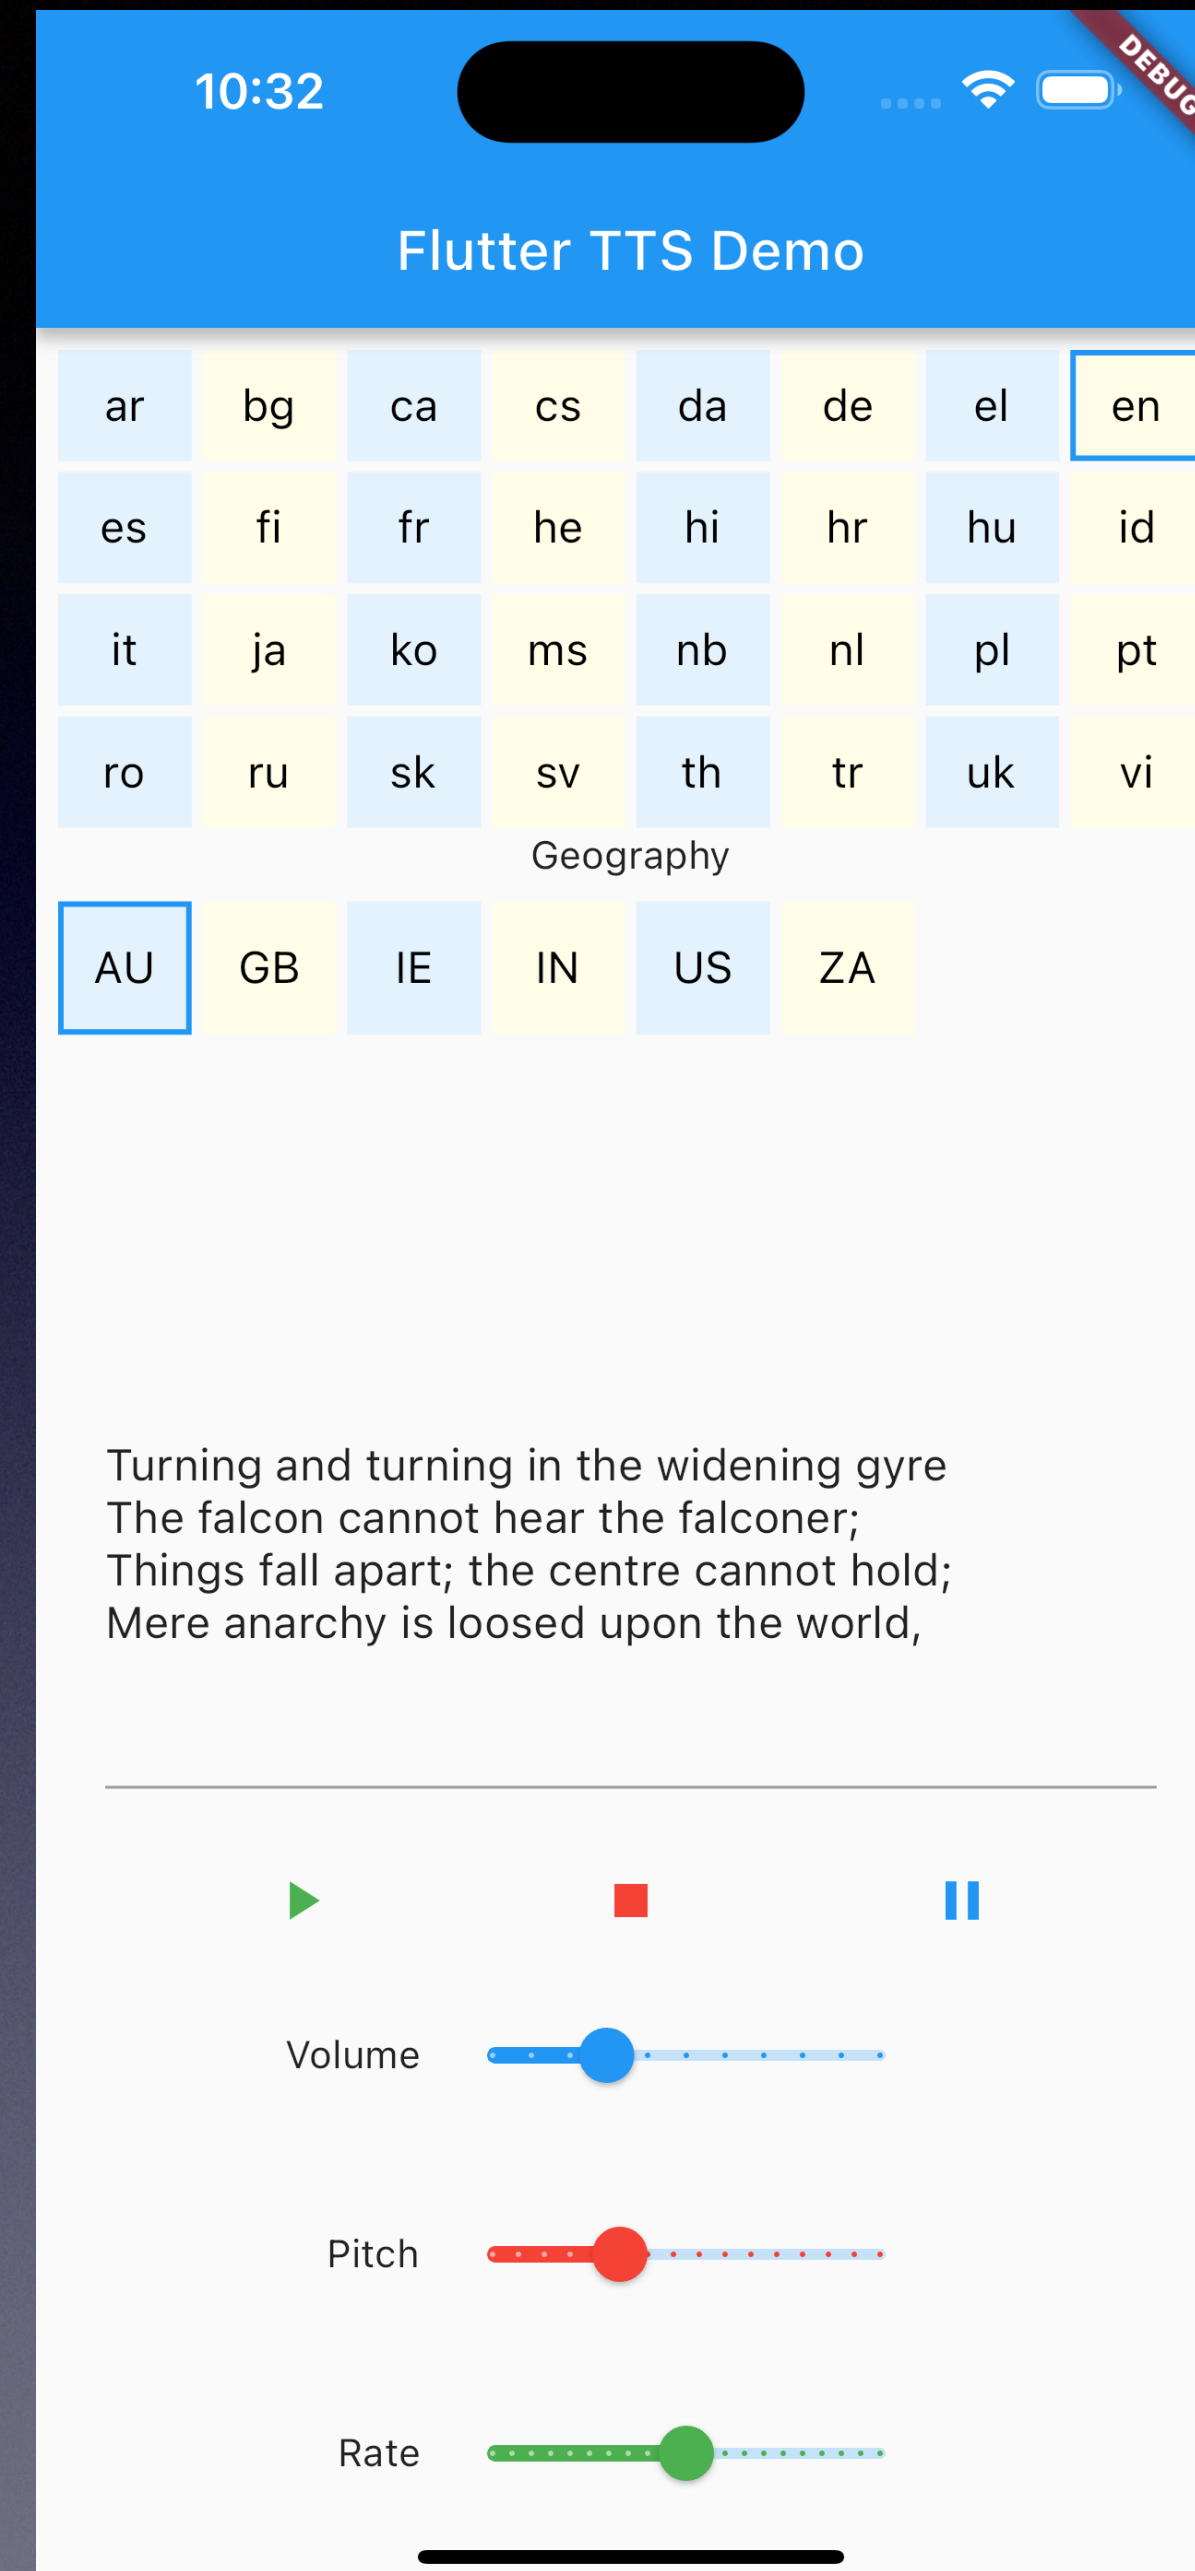 10:32
DEBUG
Flutter TTS Demo
ar bg ca cs da de el en
es fi fr he hi hr hu id
it ja ko ms nb nl pl pt
ro ru sk sv th tr uk vi
Geography
AU GB IE IN US ZA
Turning and turning in the widening gyre
The falcon cannot hear the falconer;
Things fall apart; the centre cannot hold;
Mere anarchy is loosed upon the world,
Volume
Pitch
Rate